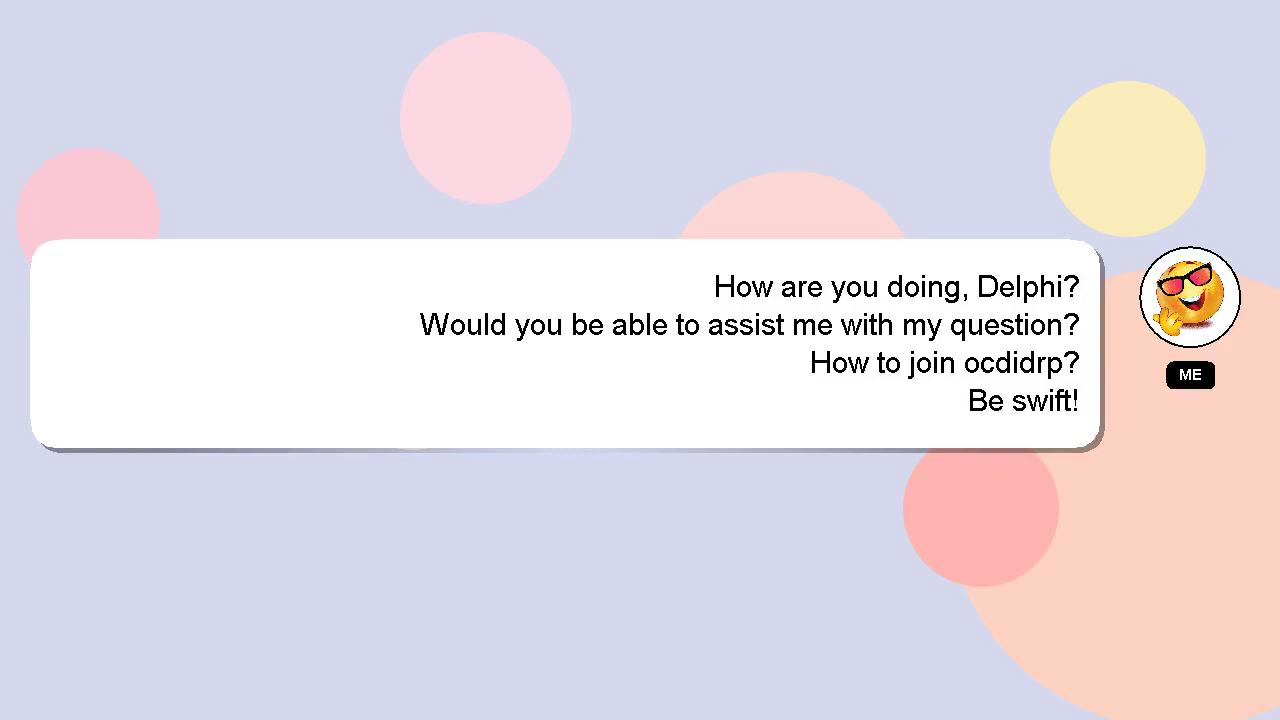 How are you doing, Delphi?
Would you be able to assist me with my question?
How to join ocdidrp?
Be swift!
ME